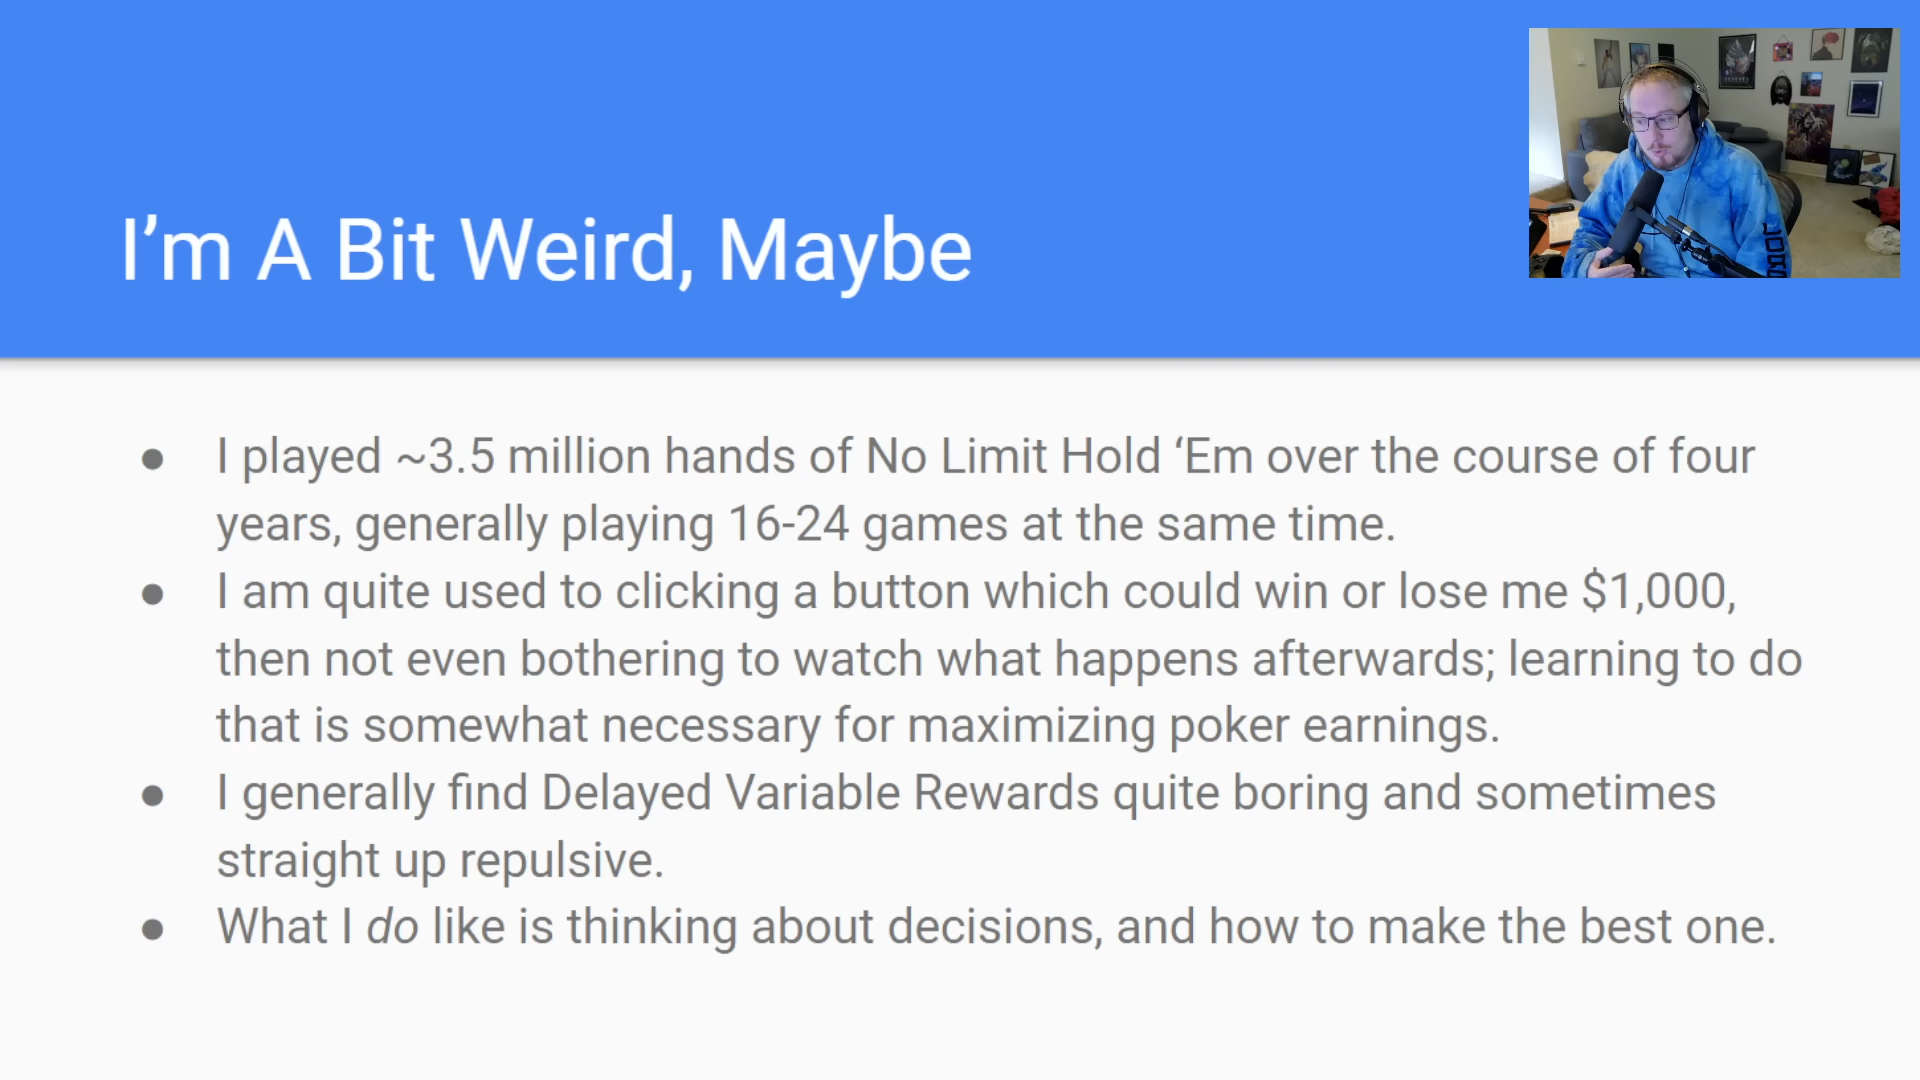 I’m A Bit Weird, Maybe
● I played ~3.5 million hands of No Limit Hold ‘Em over the course of four
years, generally playing 16-24 games at the same time.
● I am quite used to clicking a button which could win or lose me $1,000,
then not even bothering to watch what happens afterwards; learning to do
that is somewhat necessary for maximizing poker earnings.
● I generally find Delayed Variable Rewards quite boring and sometimes
straight up repulsive.
● What I do like is thinking about decisions, and how to make the best one.